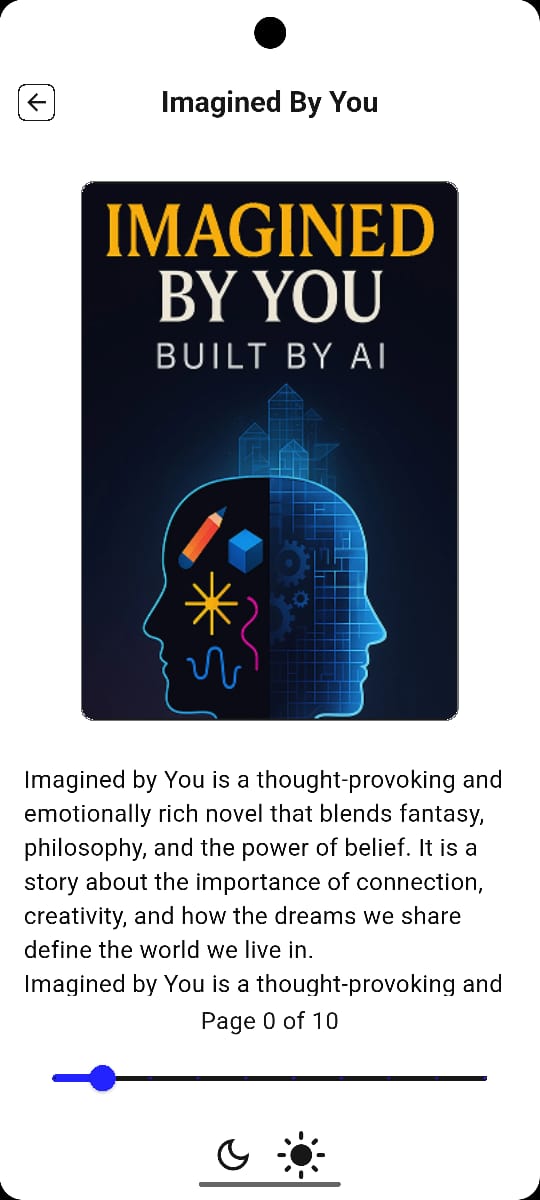 Imagined By You
IMAGINED
BY YOU
BUILT BY AI
Imagined by You is a thought-provoking and
emotionally rich novel that blends fantasy,
philosophy, and the power of belief. It is a
story about the importance of connection,
creativity, and how the dreams we share
define the world we live in.
Imagined by You is a thought-provoking and
Page 0 of 10